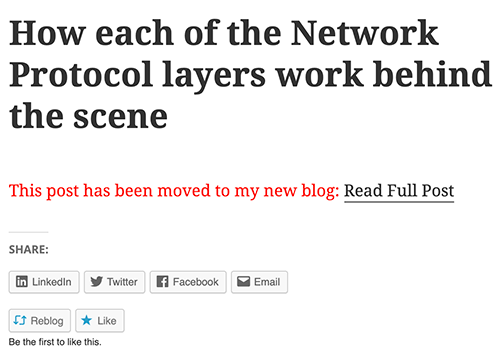 How each of the Network
Protocol layers work behind
the scene
This post has been moved to my new blog: Read Full Post
SHARE:
LinkedIn Twitter Facebook Email
Reblog Like
Be the first to like this.